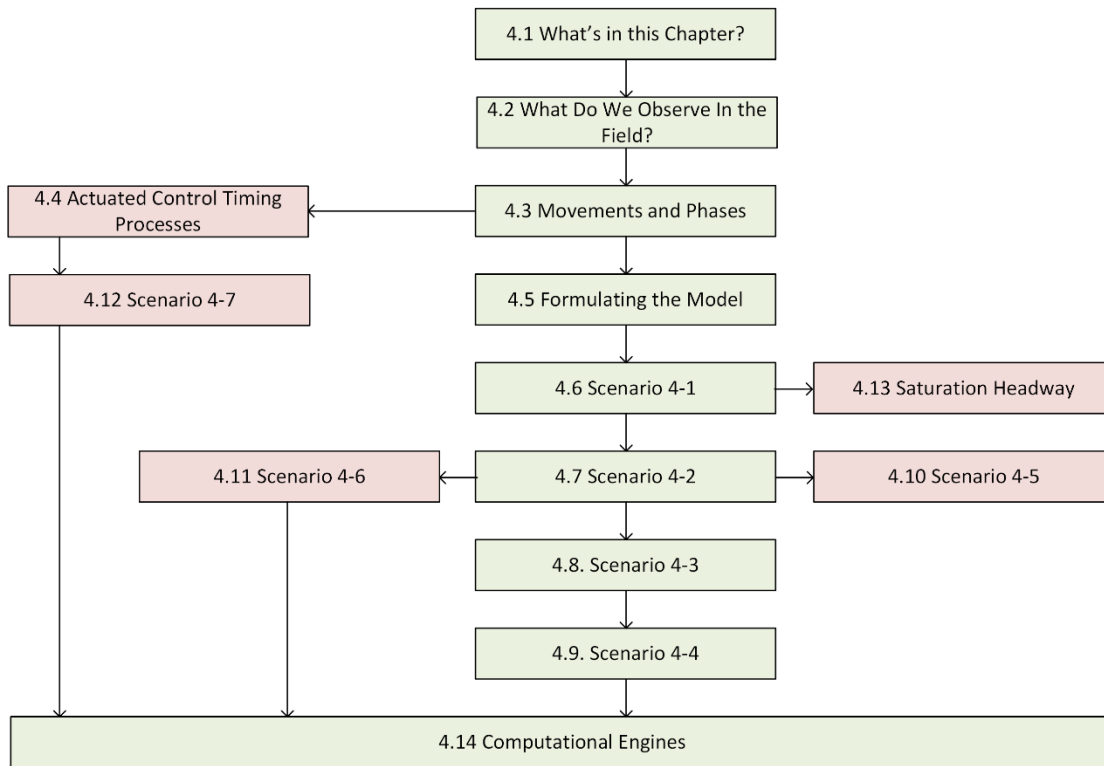 4.1 What's in this Chapter?
4.2 What Do We Observe In the
Field?
4.4 Actuated Control Timing
Processes
4.3 Movements and Phases
4.12 Scenario 4-7
4.5 Formulating the Model
4.6 Scenario 4-1
4.13 Saturation Headway
4.11 Scenario 4-6
4.7 Scenario 4-2
4.10 Scenario 4-5
4.8. Scenario 4-3
4.9. Scenario 4-4
4.14 Computational Engines